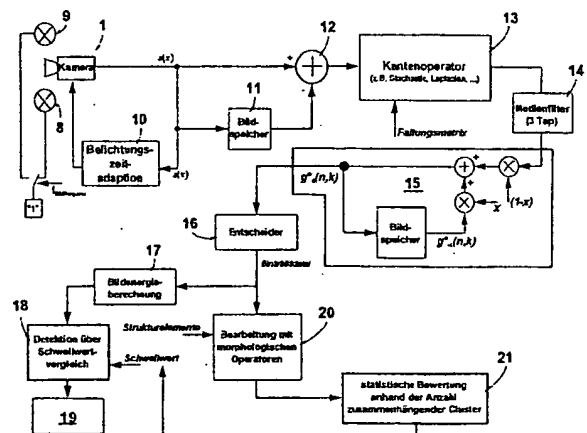 9
1
Kamera
s(τ)
+
12
13
Kantenoperator
(z.B. Stochastic, Laplacian, ...)
14
Medienfilter
(3 Tap)
8
10
Belichtungs-
zeit-
adaption
s(τ)
11
Bild-
speicher
Faltungsmatrix
"1"
g°ₐ(n,k)
15
+
+
x
(1-x)
Bild-
speicher
16
Entscheider
Binärbilddatei
17
Bildenergie-
berechnung
18
Detektion über
Schwellwert-
vergleich
Schwellwert
19
Strukturelemente
20
Bearbeitung mit
morphologischen
Operatoren
21
statistische Bewertung
anhand der Anzahl
zusammenhängender Cluster